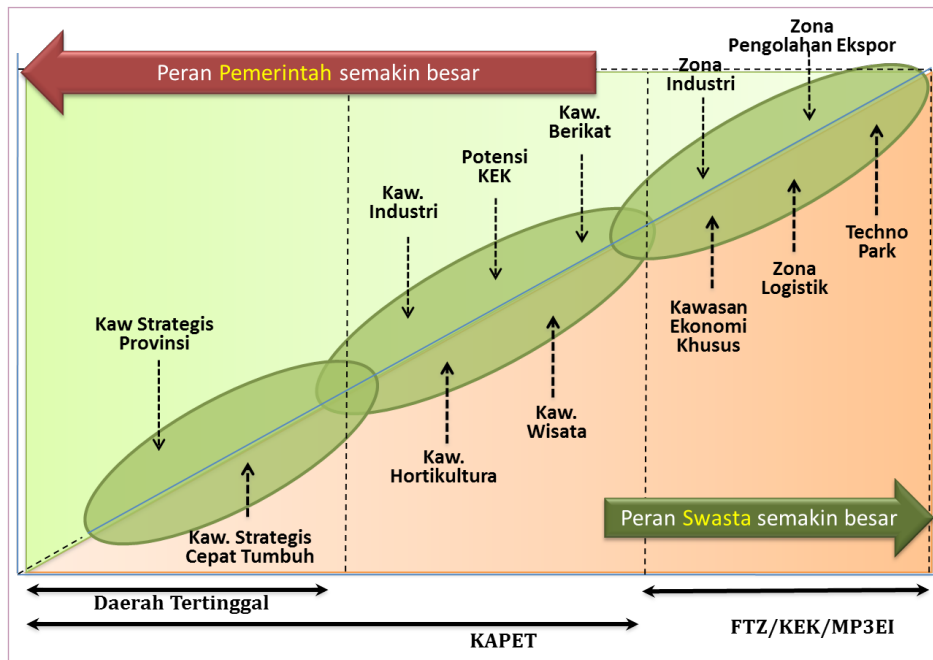 Zona
Pengolahan Ekspor
Peran Pemerintah semakin besar
Zona
Industri
Kaw.
Berikat
Potensi
KEK
Kaw.
Industri
Techno
Park
Zona
Logistik
Kawasan
Ekonomi
Khusus
Kaw Strategis
Provinsi
Kaw.
Wisata
Kaw.
Hortikultura
Peran Swasta semakin besar
Kaw. Strategis
Cepat Tumbuh
Daerah Tertinggal
KAPET
FTZ/KEK/MP3EI